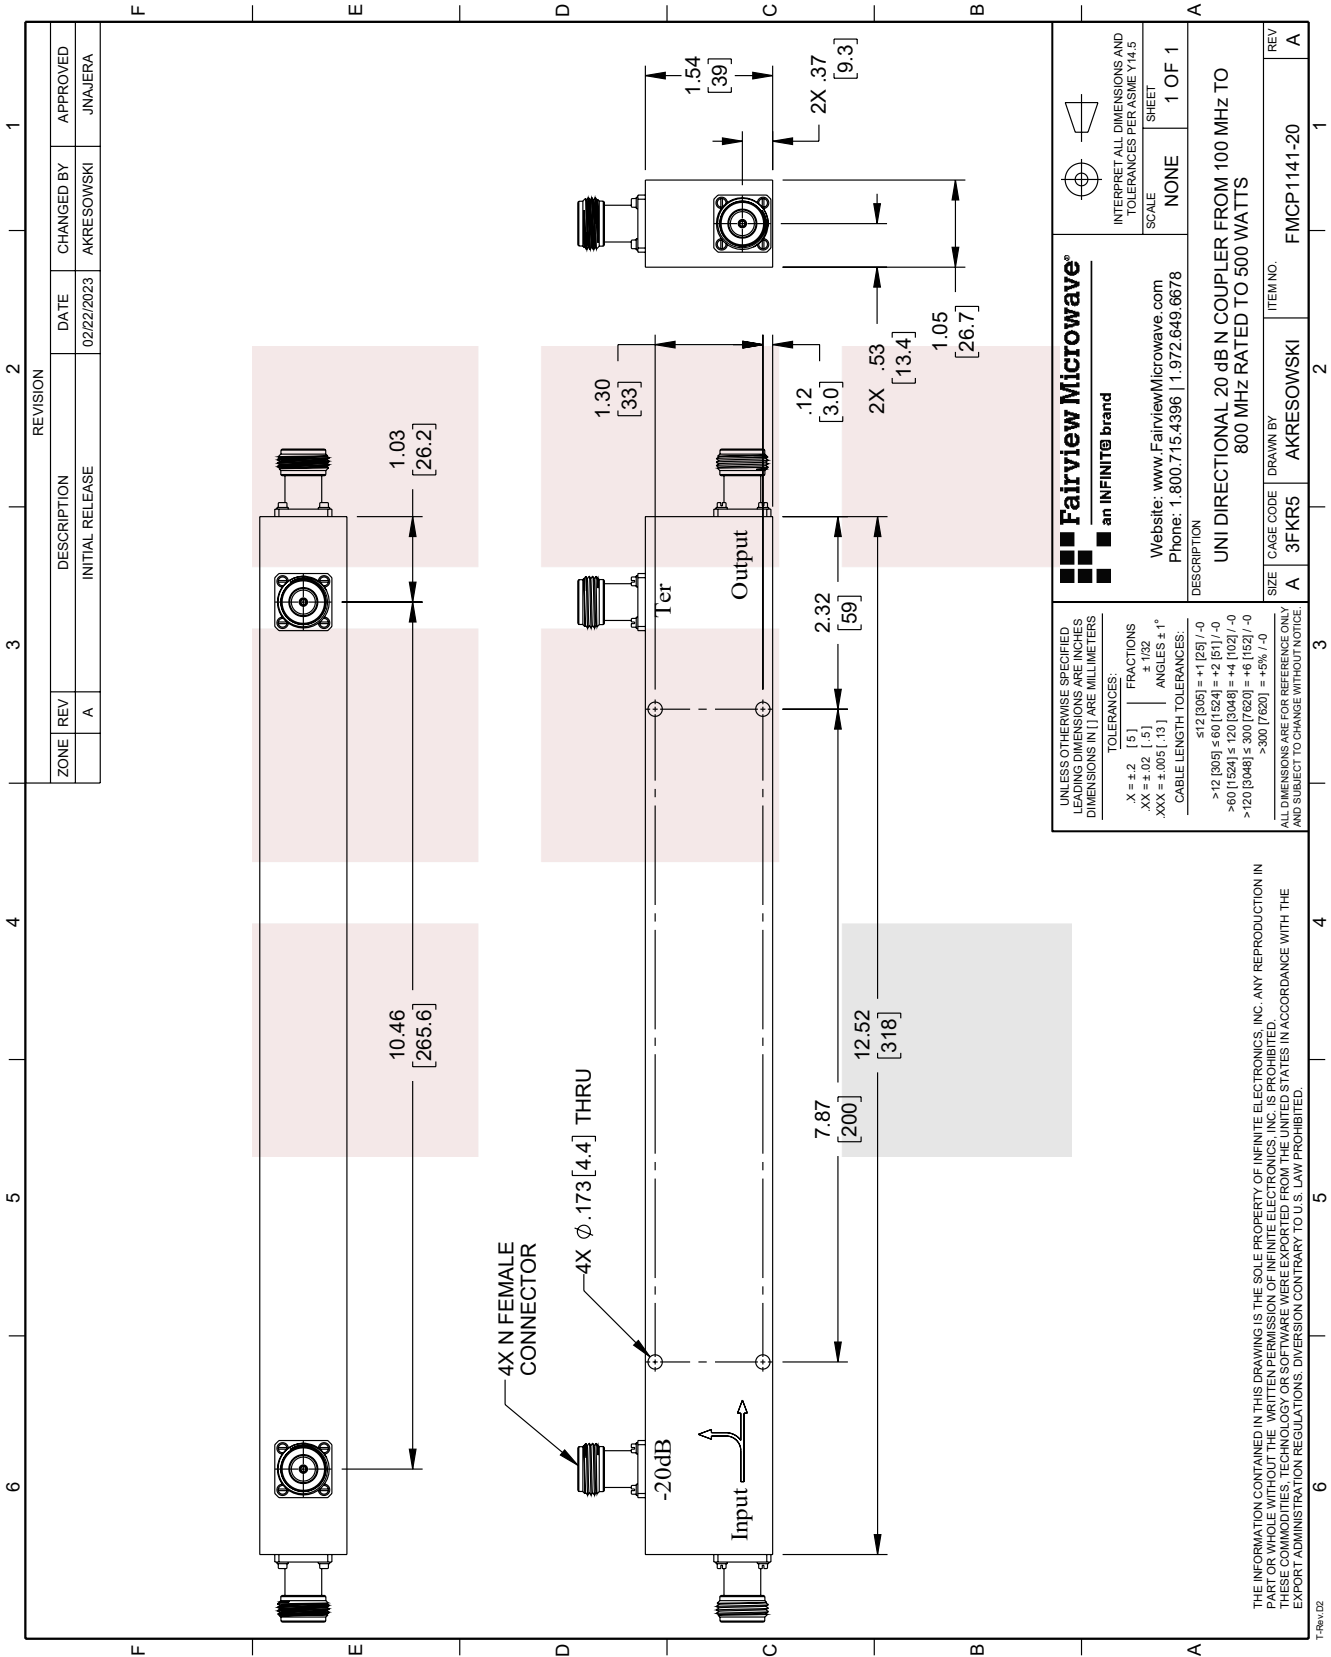 REVISION
ZONE REV DESCRIPTION DATE CHANGED BY APPROVED
A INITIAL RELEASE 02/22/2023 AKRESOWSKI JNAJERA
6 5 4 3 2 1
F
E
D
C
B
A
F
E
D
C
B
A
10.46
[265.6]
1.03
[26.2]
4X N FEMALE
CONNECTOR
4X Ø .173 [4.4] THRU
-20dB
Input
Ter
Output
1.30
[33]
.12
[3.0]
7.87
[200]
2.32
[59]
12.52
[318]
1.54
[39]
2X .37
[9.3]
2X .53
[13.4]
1.05
[26.7]
UNLESS OTHERWISE SPECIFIED
LEADING DIMENSIONS ARE INCHES
DIMENSIONS IN [ ] ARE MILLIMETERS
TOLERANCES:
.X = ±.2 [5] FRACTIONS
.XX = ±.02 [.5] ± 1/32
.XXX = ±.005 [.13] ANGLES ± 1°
CABLE LENGTH TOLERANCES:
≤12 [305] = +1 [25] / -0
>12 [305] ≤ 60 [1524] = +2 [51] / -0
>60 [1524] ≤ 120 [3048] = +4 [102] / -0
>120 [3048] ≤ 300 [7620] = +6 [152] / -0
>300 [7620] = +5% / -0
ALL DIMENSIONS ARE FOR REFERENCE ONLY
AND SUBJECT TO CHANGE WITHOUT NOTICE.
Fairview Microwave®
an INFINIT@ brand
Website: www.FairviewMicrowave.com
Phone: 1.800.715.4396 | 1.972.649.6678
INTERPRET ALL DIMENSIONS AND
TOLERANCES PER ASME Y14.5
SCALE
NONE
SHEET
1 OF 1
DESCRIPTION
UNI DIRECTIONAL 20 dB N COUPLER FROM 100 MHz TO
800 MHz RATED TO 500 WATTS
SIZE
A
CAGE CODE
3FKR5
DRAWN BY
AKRESOWSKI
ITEM NO.
FMCP1141-20
REV
A
THE INFORMATION CONTAINED IN THIS DRAWING IS THE SOLE PROPERTY OF INFINITE ELECTRONICS, INC. ANY REPRODUCTION IN
PART OR WHOLE WITHOUT THE WRITTEN PERMISSION OF INFINITE ELECTRONICS, INC. IS PROHIBITED.
THESE COMMODITIES, TECHNOLOGY OR SOFTWARE WERE EXPORTED FROM THE UNITED STATES IN ACCORDANCE WITH THE
EXPORT ADMINISTRATION REGULATIONS. DIVERSION CONTRARY TO U.S. LAW PROHIBITED.
6 5 4 3 2 1
T-Rev.D2